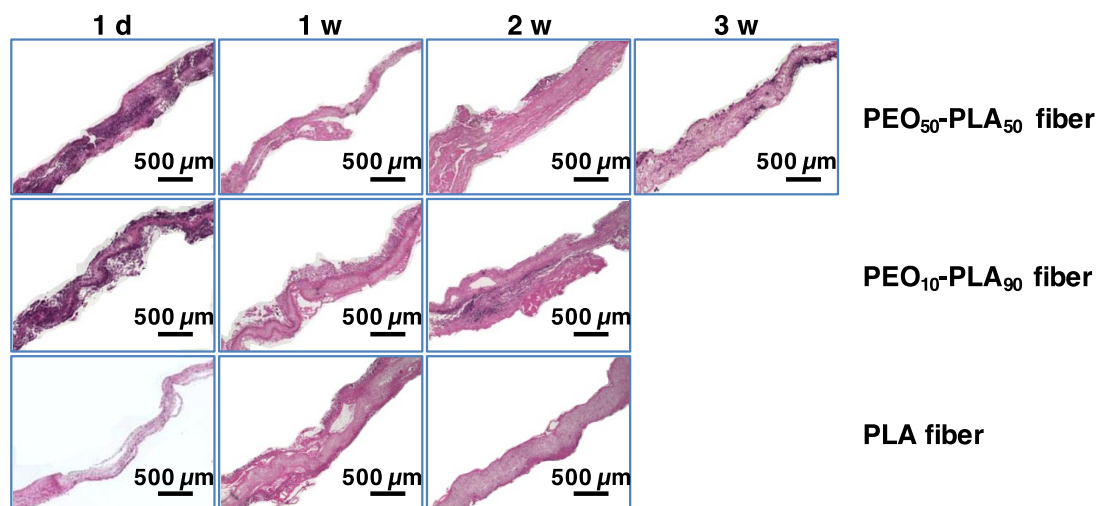 1 d 1 w 2 w 3 w
500 µm 500 µm 500 µm 500 µm PEO₅₀-PLA₅₀ fiber
500 µm 500 µm 500 µm PEO₁₀-PLA₉₀ fiber
500 µm 500 µm 500 µm PLA fiber